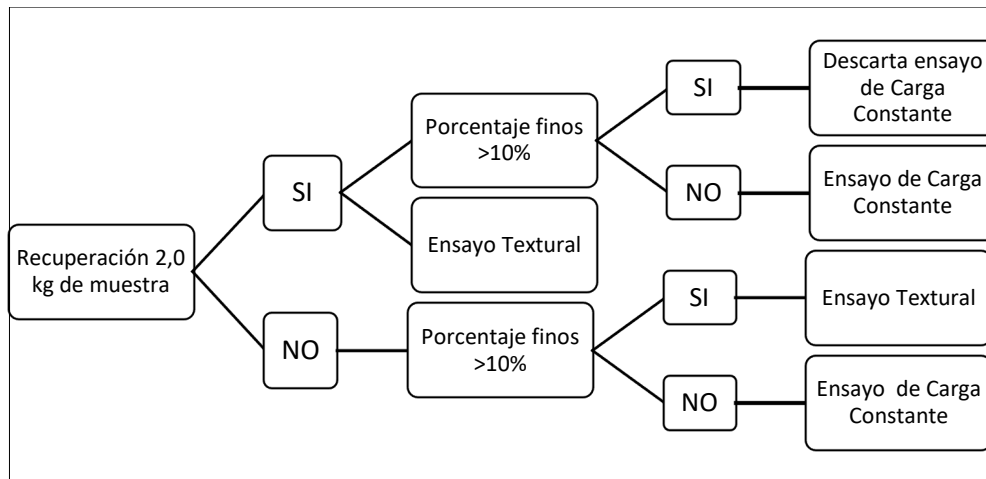 Recuperación 2,0
kg de muestra
SI
Porcentaje finos
>10%
SI
Descarta ensayo
de Carga
Constante
NO
Ensayo de Carga
Constante
Ensayo Textural
NO
Porcentaje finos
>10%
SI
Ensayo Textural
NO
Ensayo de Carga
Constante